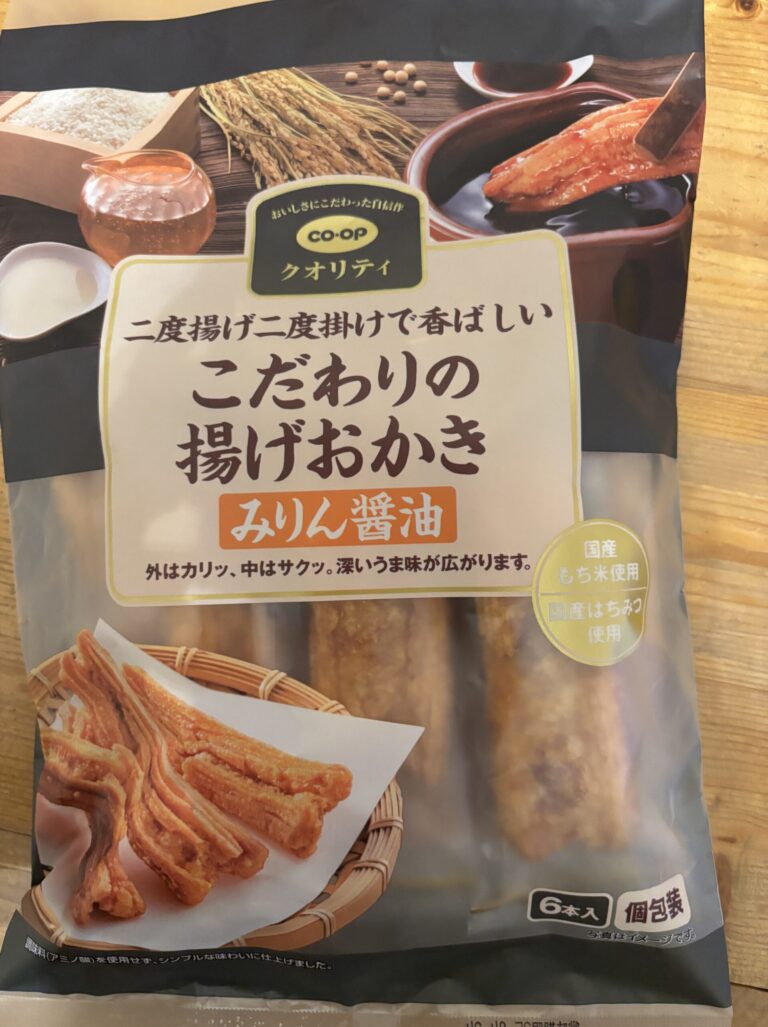 おいしさにこだわった自信作
CO·OP
クオリティ
二度揚げ二度掛けで香ばしい
こだわりの
揚げおかき
みりん醤油
外はカリッ、中はサクッ。深いうま味が広がります。
国産
もち米使用
国産はちみつ
使用
6本入
個包装
写真はイメージです。
調味料(アミノ酸)を使用せず、シンプルな味わいに仕上げました。